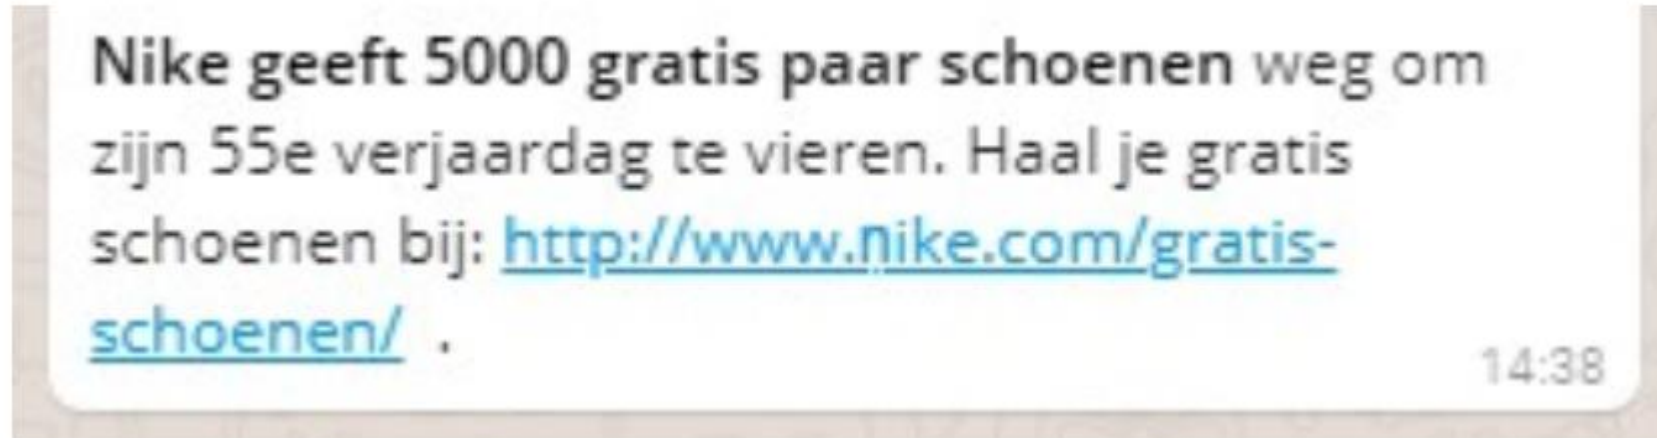 Nike geeft 5000 gratis paar schoenen weg om
zijn 55e verjaardag te vieren. Haal je gratis
schoenen bij: http://www.ņike.com/gratis-
schoenen/ .
14:38